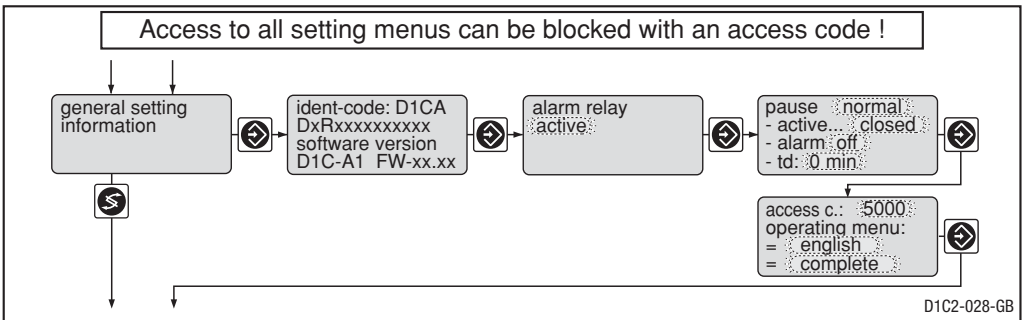 Access to all setting menus can be blocked with an access code !
general setting
information
ident-code: D1CA
DxRxxxxxxxxxx
software version
D1C-A1 FW-xx.xx
alarm relay
active
pause normal
- active... closed
- alarm off
- td: 0 min
access c.: 5000
operating menu:
= english
= complete
D1C2-028-GB